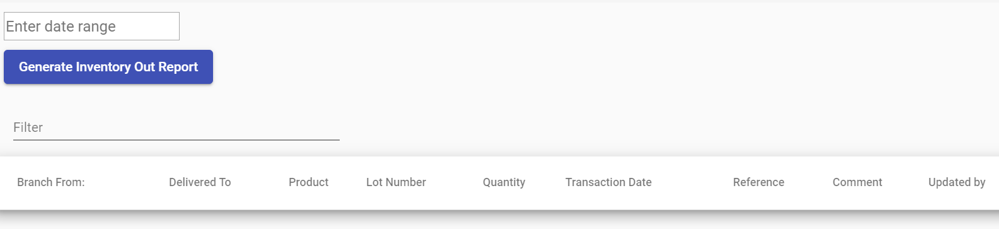 Enter date range
Generate Inventory Out Report
Filter
Branch From: Delivered To Product Lot Number Quantity Transaction Date Reference Comment Updated by